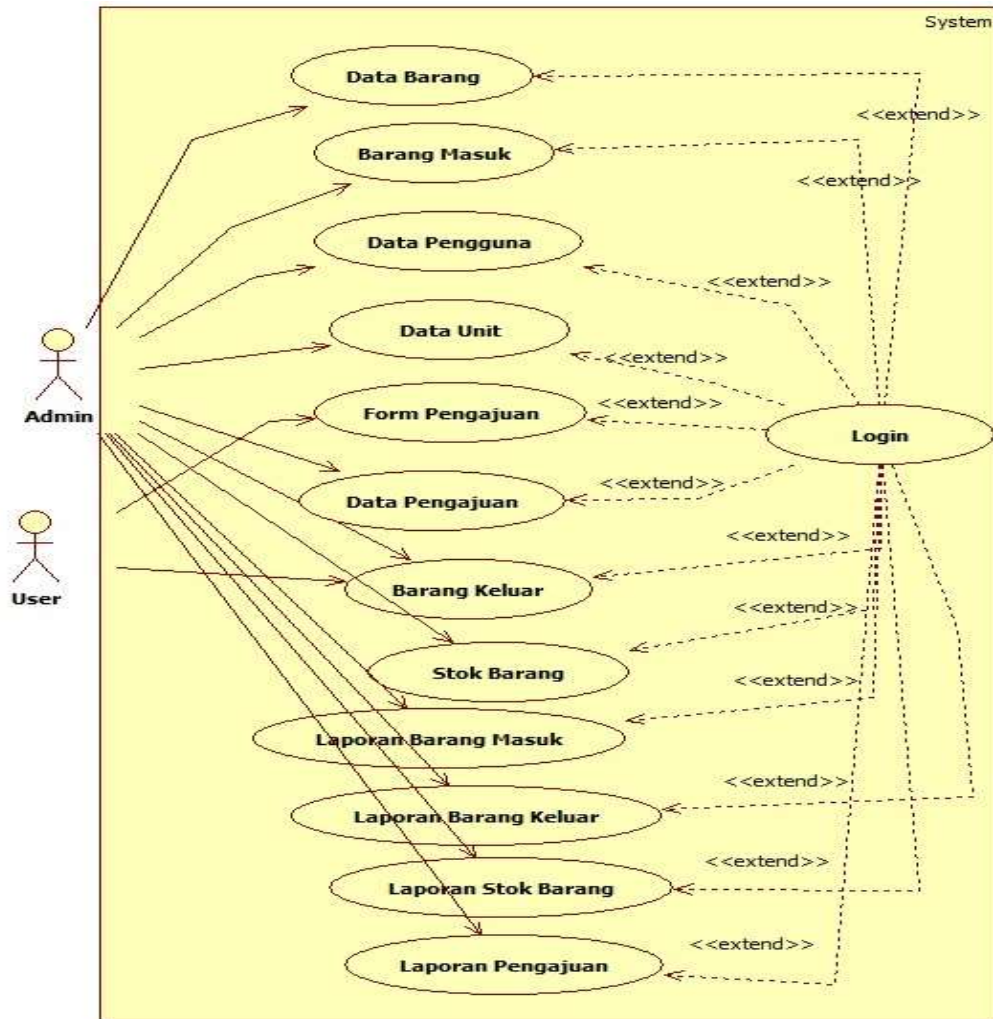 System
Data Barang
<<extend>>
Barang Masuk
<<extend>>
Data Pengguna
<<extend>>
Data Unit
<<extend>>
Admin
Form Pengajuan
<<extend>>
Login
Data Pengajuan
<<extend>>
User
Barang Keluar
<<extend>>
Stok Barang
<<extend>>
Laporan Barang Masuk
<<extend>>
Laporan Barang Keluar
<<extend>>
Laporan Stok Barang
<<extend>>
Laporan Pengajuan
<<extend>>